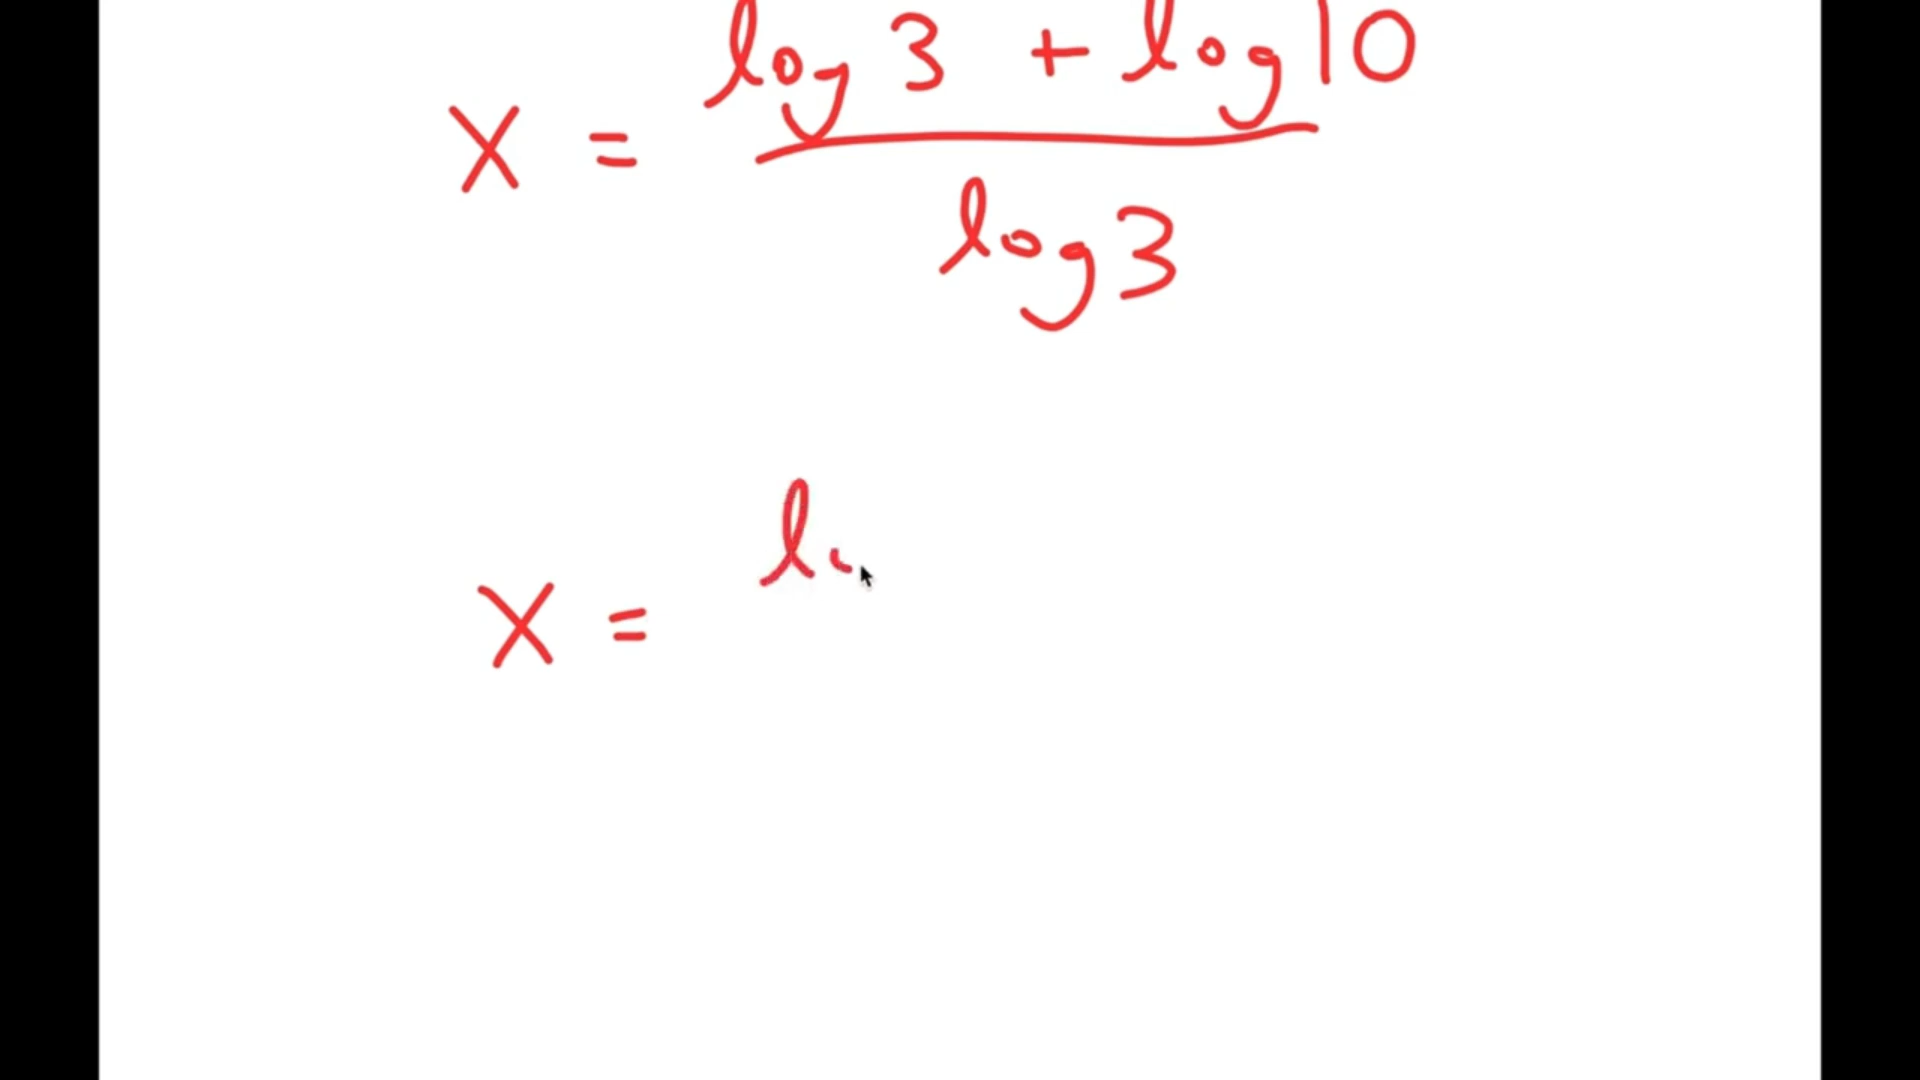 x = (log 3 + log 10) / log 3
x = l